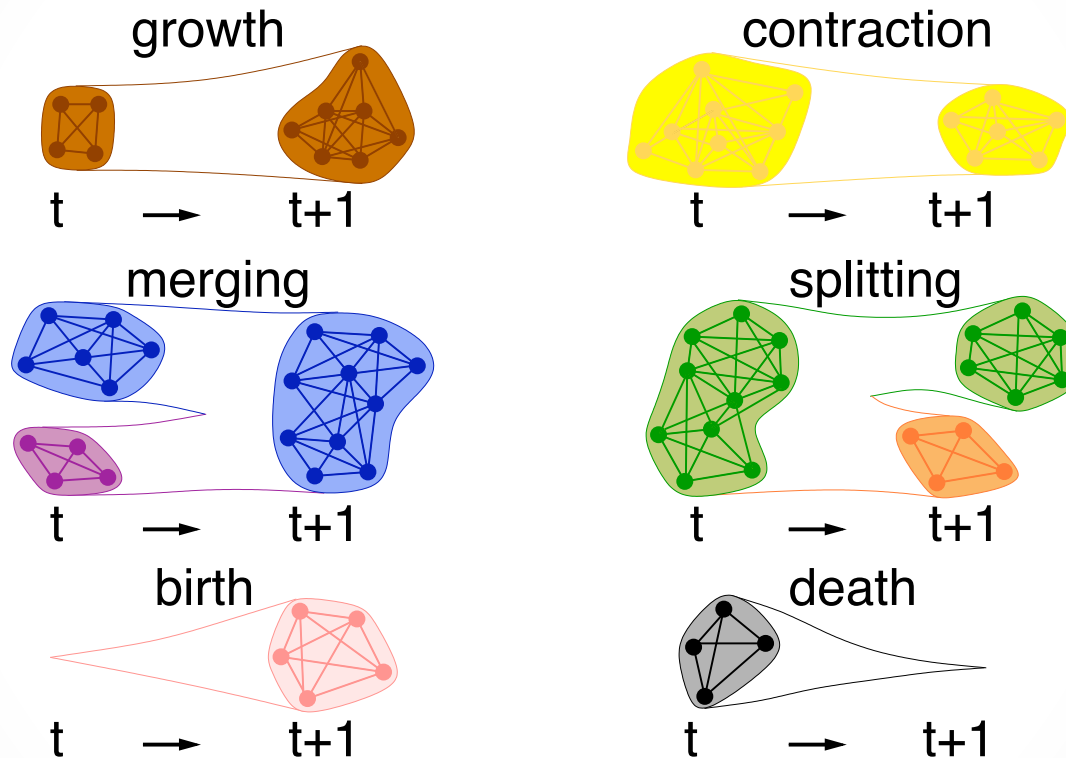 growth
t → t+1
contraction
t → t+1
merging
t → t+1
splitting
t → t+1
birth
t → t+1
death
t → t+1